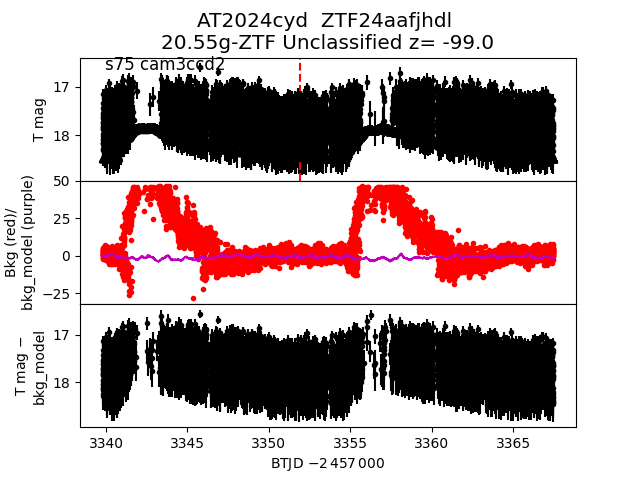 AT2024cyd  ZTF24aafjhdl
20.55g-ZTF Unclassified z= -99.0
s75 cam3ccd2
T mag
17
18
Bkg (red)/
bkg_model (purple)
50
25
0
−25
T mag −
bkg_model
17
18
3340
3345
3350
3355
3360
3365
BTJD −2 457 000